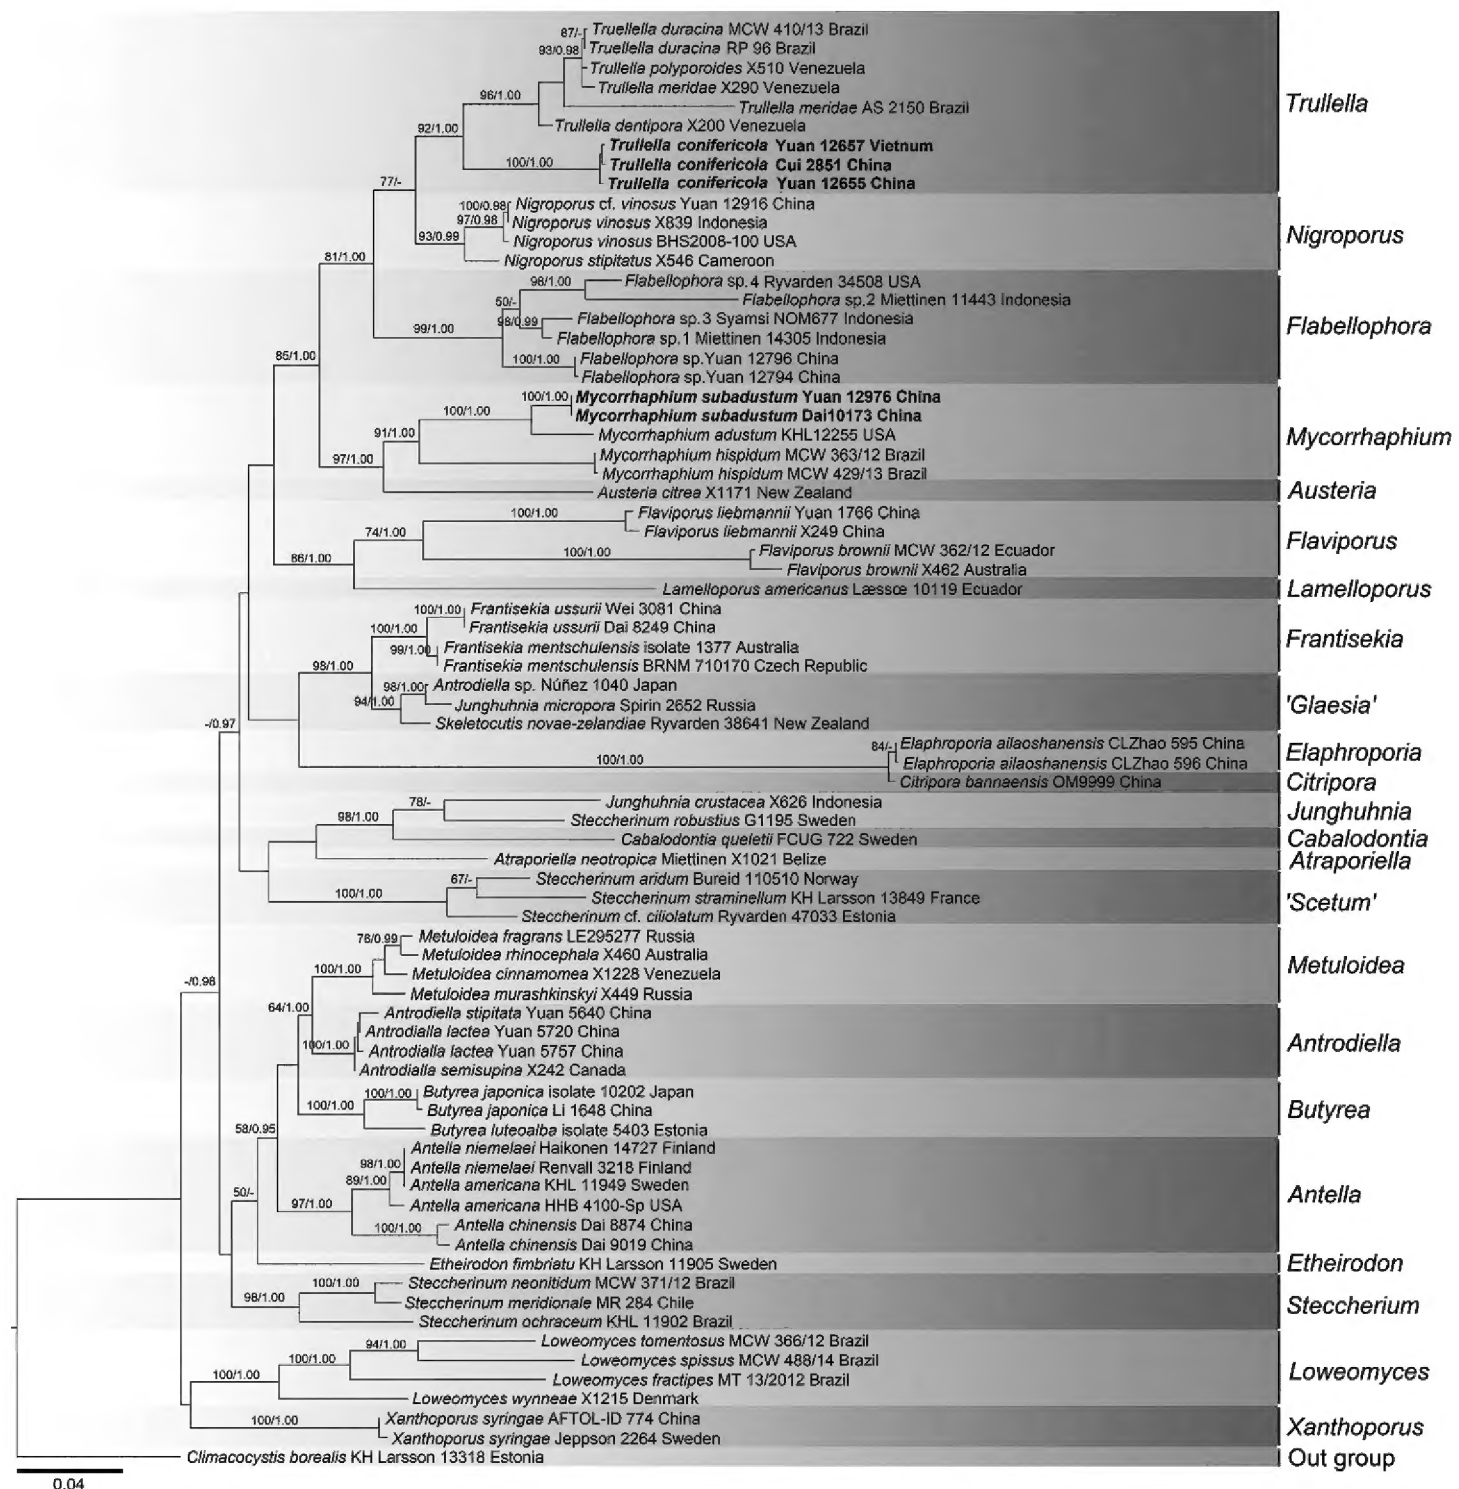 87/-
Truellella duracina MCW 410/13 Brazil
93/0.98
Trullella duracina RP 96 Brazil
Trullella polyporoides X510 Venezuela
Trullella meridae X290 Venezuela
96/1.00
Trullella meridae AS 2150 Brazil
Trullella
Trullella dentipora X200 Venezuela
92/1.00
Trullella conifericola Yuan 12657 Vietnum
100/1.00
Trullella conifericola Cui 2851 China
Trullella conifericola Yuan 12655 China
77/-
100/0.98
Nigroporus cf. vinosus Yuan 12916 China
97/0.98
Nigroporus vinosus X839 Indonesia
93/0.99
Nigroporus vinosus BHS2008-100 USA
Nigroporus
Nigroporus stipitatus X546 Cameroon
81/1.00
98/1.00
Flabellophora sp.4 Ryvarden 34508 USA
Flabellophora sp.2 Miettinen 11443 Indonesia
50/-
98/0.99
Flabellophora sp.3 Syamsi NOM677 Indonesia
99/1.00
Flabellophora sp.1 Miettinen 14305 Indonesia
Flabellophora
100/1.00
Flabellophora sp.Yuan 12796 China
Flabellophora sp.Yuan 12794 China
85/1.00
100/1.00
Mycorrhaphium subadustum Yuan 12976 China
100/1.00
Mycorrhaphium subadustum Dai10173 China
91/1.00
Mycorrhaphium adustum KHL12255 USA
Mycorrhaphium
97/1.00
Mycorrhaphium hispidum MCW 363/12 Brazil
Mycorrhaphium hispidum MCW 429/13 Brazil
Austeria citrea X1171 New Zealand
Austeria
100/1.00
Flaviporus liebmannii Yuan 1766 China
74/1.00
Flaviporus liebmannii X249 China
Flaviporus
100/1.00
Flaviporus brownii MCW 362/12 Ecuador
86/1.00
Flaviporus brownii X462 Australia
Lamelloporus americanus Læssœ 10119 Ecuador
Lamelloporus
100/1.00
Frantisekia ussurii Wei 3081 China
100/1.00
Frantisekia ussurii Dai 8249 China
99/1.00
Frantisekia mentschulensis isolate 1377 Australia
Frantisekia
98/1.00
Frantisekia mentschulensis BRNM 710170 Czech Republic
98/1.00
Antrodiella sp. Núñez 1040 Japan
94/1.00
Junghuhnia micropora Spirin 2652 Russia
'Glaesia'
-/0.97
Skeletocutis novae-zelandiae Ryvarden 38641 New Zealand
84/-
Elaphroporia ailaoshanensis CLZhao 595 China
100/1.00
Elaphroporia ailaoshanensis CLZhao 596 China
Elaphroporia
Citripora bannaensis OM9999 China
Citripora
78/-
Junghuhnia crustacea X626 Indonesia
98/1.00
Steccherinum robustius G1195 Sweden
Junghuhnia
Cabalodontia queletii FCUG 722 Sweden
Cabalodontia
Atraporiella neotropica Miettinen X1021 Belize
Atraporiella
67/-
Steccherinum aridum Bureid 110510 Norway
100/1.00
Steccherinum straminellum KH Larsson 13849 France
'Scetum'
Steccherinum cf. ciliolatum Ryvarden 47033 Estonia
76/0.99
Metuloidea fragrans LE295277 Russia
Metuloidea rhinocephala X460 Australia
100/1.00
Metuloidea cinnamomea X1228 Venezuela
Metuloidea
-/0.98
Metuloidea murashkinskyi X449 Russia
64/1.00
Antrodiella stipitata Yuan 5640 China
Antrodialla lactea Yuan 5720 China
100/1.00
Antrodialla lactea Yuan 5757 China
Antrodiella
Antrodialla semisupina X242 Canada
100/1.00
Butyrea japonica isolate 10202 Japan
100/1.00
Butyrea japonica Li 1648 China
Butyrea
Butyrea luteoalba isolate 5403 Estonia
58/0.95
Antella niemelaei Haikonen 14727 Finland
98/1.00
Antella niemelaei Renvall 3218 Finland
89/1.00
Antella americana KHL 11949 Sweden
50/-
97/1.00
Antella americana HHB 4100-Sp USA
Antella
100/1.00
Antella chinensis Dai 8874 China
Antella chinensis Dai 9019 China
Etheirodon fimbriatu KH Larsson 11905 Sweden
Etheirodon
100/1.00
Steccherinum neonitidum MCW 371/12 Brazil
98/1.00
Steccherinum meridionale MR 284 Chile
Steccherium
Steccherinum ochraceum KHL 11902 Brazil
94/1.00
Loweomyces tomentosus MCW 366/12 Brazil
100/1.00
Loweomyces spissus MCW 488/14 Brazil
100/1.00
Loweomyces fractipes MT 13/2012 Brazil
Loweomyces
Loweomyces wynneae X1215 Denmark
100/1.00
Xanthoporus syringae AFTOL-ID 774 China
Xanthoporus
Xanthoporus syringae Jeppson 2264 Sweden
Climacocystis borealis KH Larsson 13318 Estonia
Out group
0.04